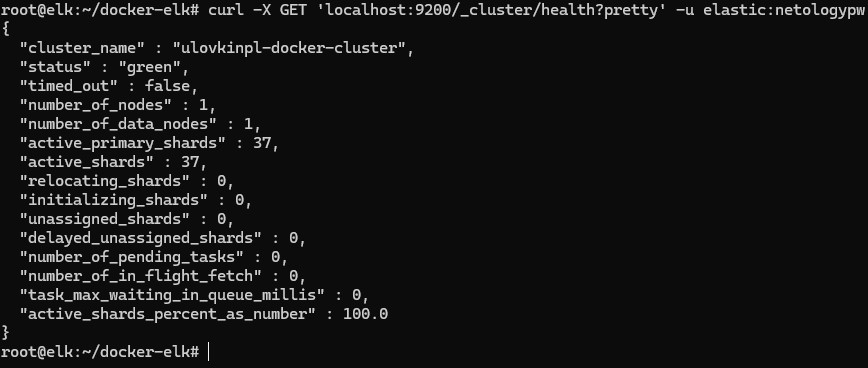 root@elk:~/docker-elk# curl -X GET 'localhost:9200/_cluster/health?pretty' -u elastic:netologypw
{
  "cluster_name" : "ulovkinpl-docker-cluster",
  "status" : "green",
  "timed_out" : false,
  "number_of_nodes" : 1,
  "number_of_data_nodes" : 1,
  "active_primary_shards" : 37,
  "active_shards" : 37,
  "relocating_shards" : 0,
  "initializing_shards" : 0,
  "unassigned_shards" : 0,
  "delayed_unassigned_shards" : 0,
  "number_of_pending_tasks" : 0,
  "number_of_in_flight_fetch" : 0,
  "task_max_waiting_in_queue_millis" : 0,
  "active_shards_percent_as_number" : 100.0
}
root@elk:~/docker-elk#